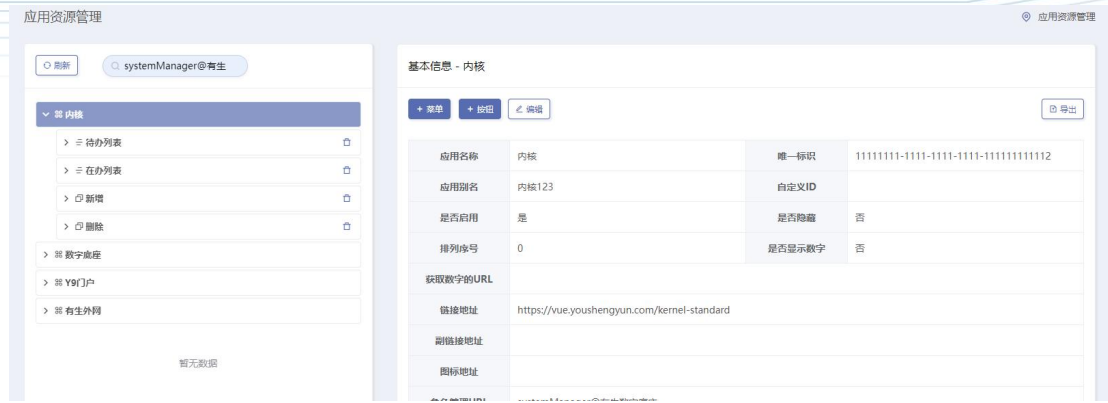 应用资源管理
应用资源管理
刷新
systemManager@有生
内核
待办列表
在办列表
新增
删除
数字底座
Y9门户
有生外网
暂无数据
基本信息 - 内核
+ 菜单
+ 按钮
编辑
导出
应用名称 内核 唯一标识 11111111-1111-1111-1111-111111111112
应用别名 内核123 自定义ID
是否启用 是 是否隐藏 否
排列序号 0 是否显示数字 否
获取数字的URL
链接地址 https://vue.youshengyun.com/kernel-standard
副链接地址
图标地址